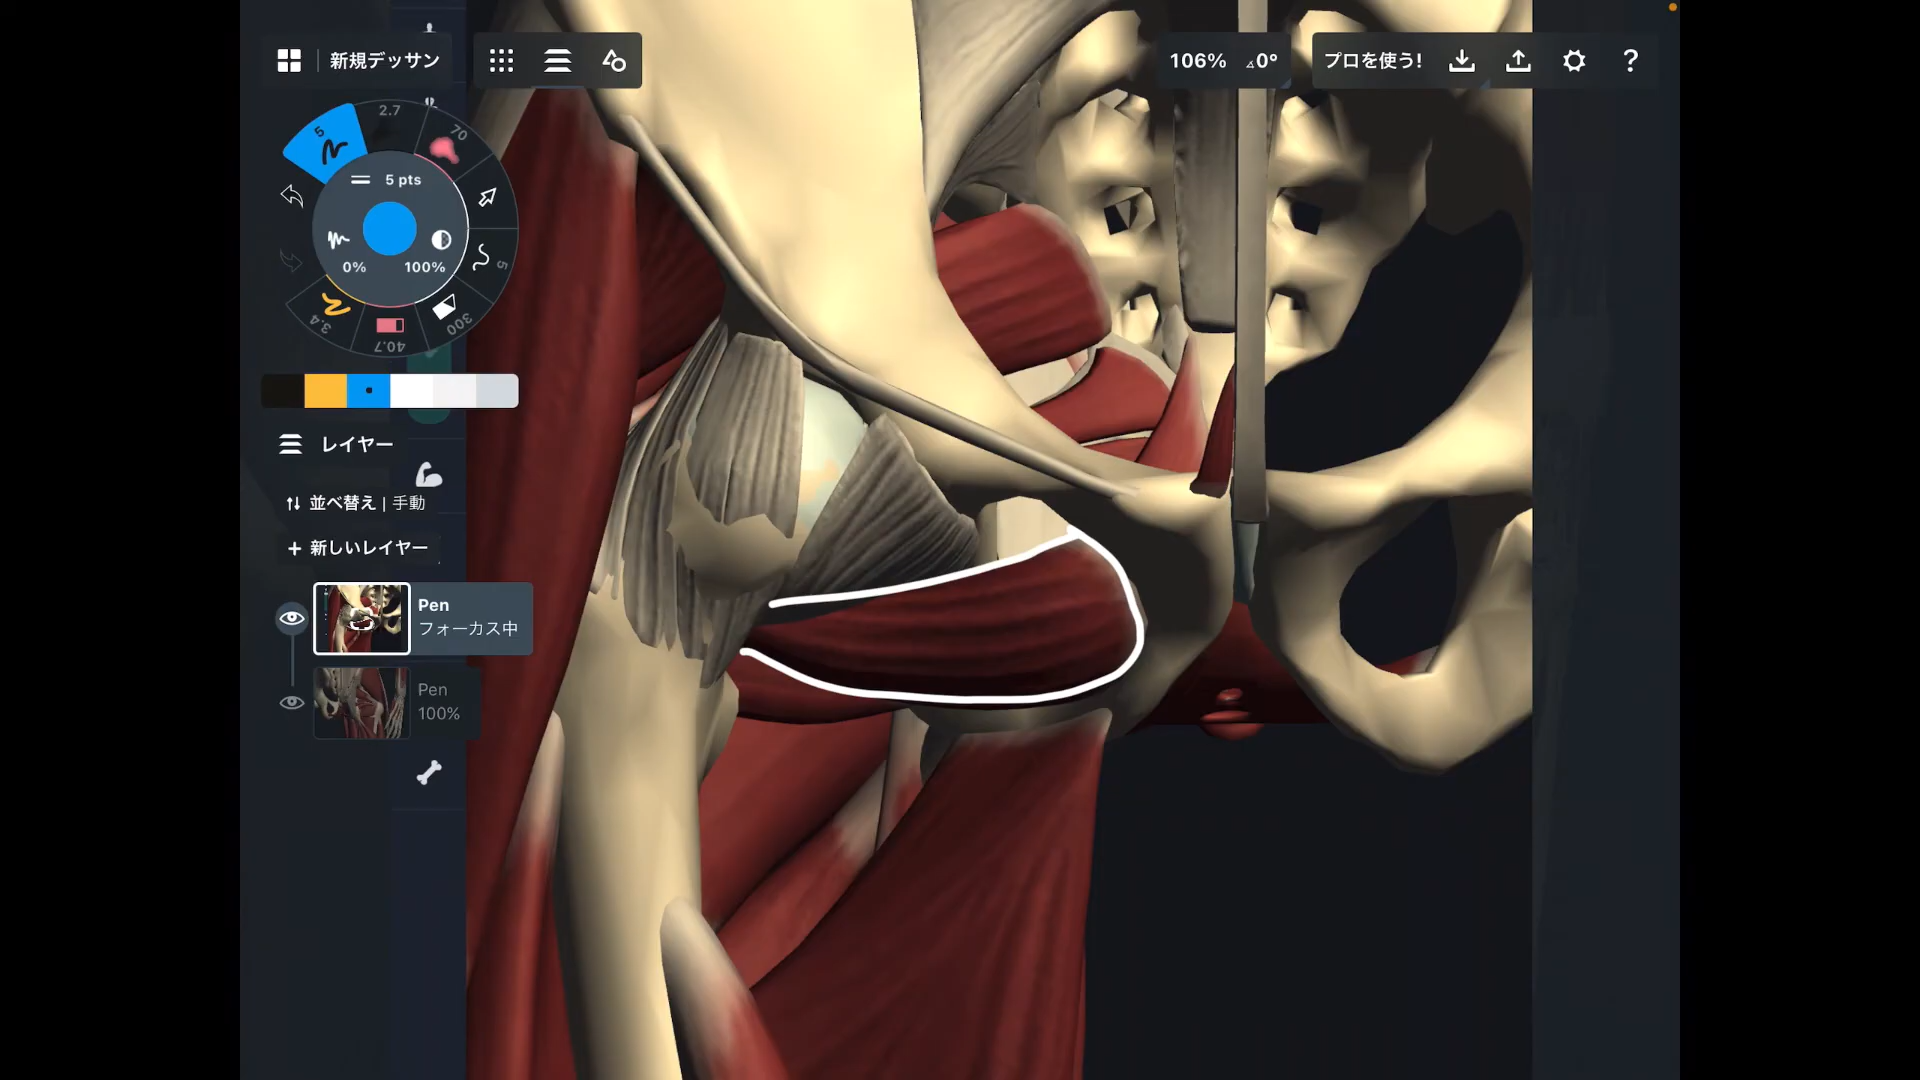 新規デッサン
106% ⊿0°
プロを使う!
?
2.7
5
70
5 pts
5
0% 100%
3.4
40.7
300
レイヤー
並べ替え | 手動
+ 新しいレイヤー
Pen
フォーカス中
Pen
100%